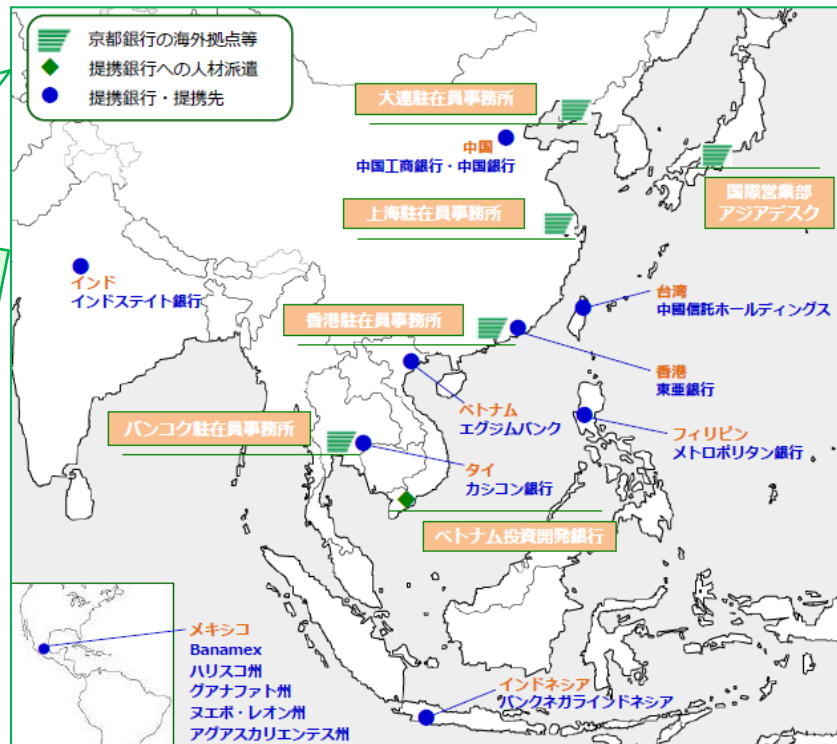 京都銀行の海外拠点等
提携銀行への人材派遣
提携銀行・提携先
大連駐在員事務所
中国
中国工商銀行・中国銀行
国際営業部
アジアデスク
上海駐在員事務所
インド
インドステイト銀行
台湾
中國信託ホールディングス
香港駐在員事務所
香港
東亜銀行
ベトナム
エグジムバンク
フィリピン
メトロポリタン銀行
バンコク駐在員事務所
タイ
カシコン銀行
ベトナム投資開発銀行
メキシコ
Banamex
ハリスコ州
グアナファト州
ヌエボ・レオン州
アグアスカリエンテス州
インドネシア
バンクネガラインドネシア